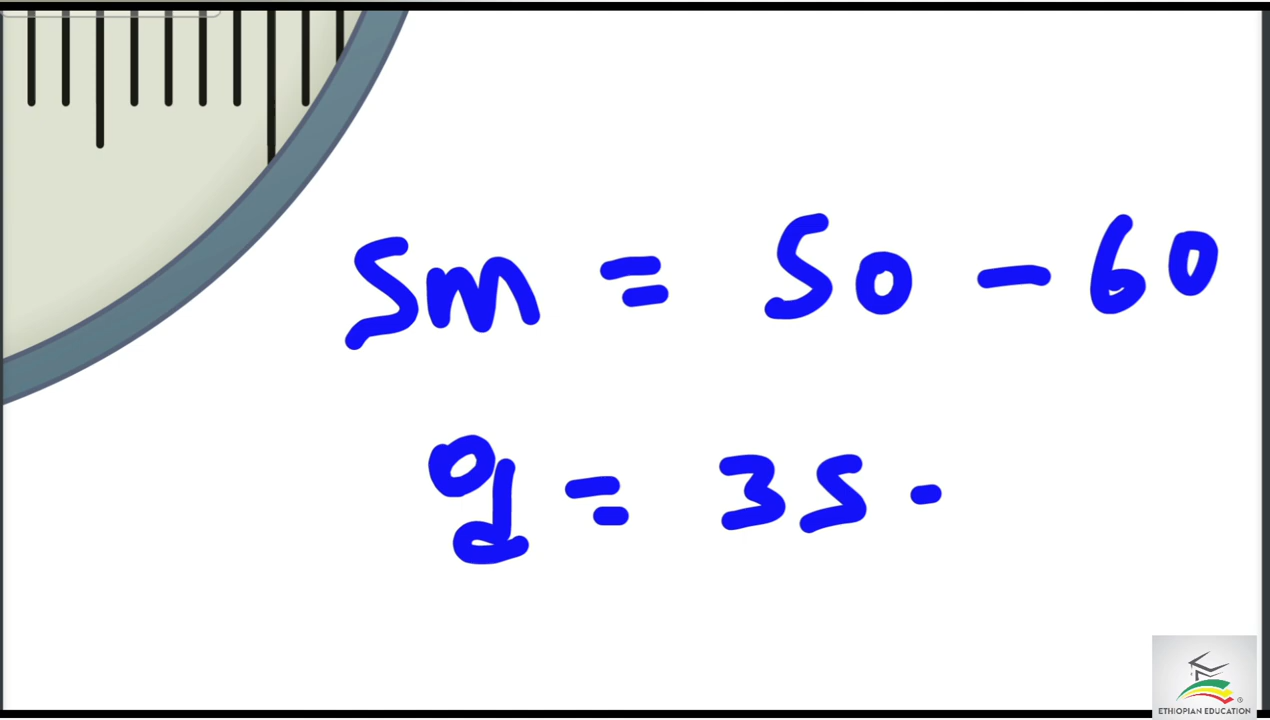 Sm = 50 - 60
g = 35 -
ETHIOPIAN EDUCATION